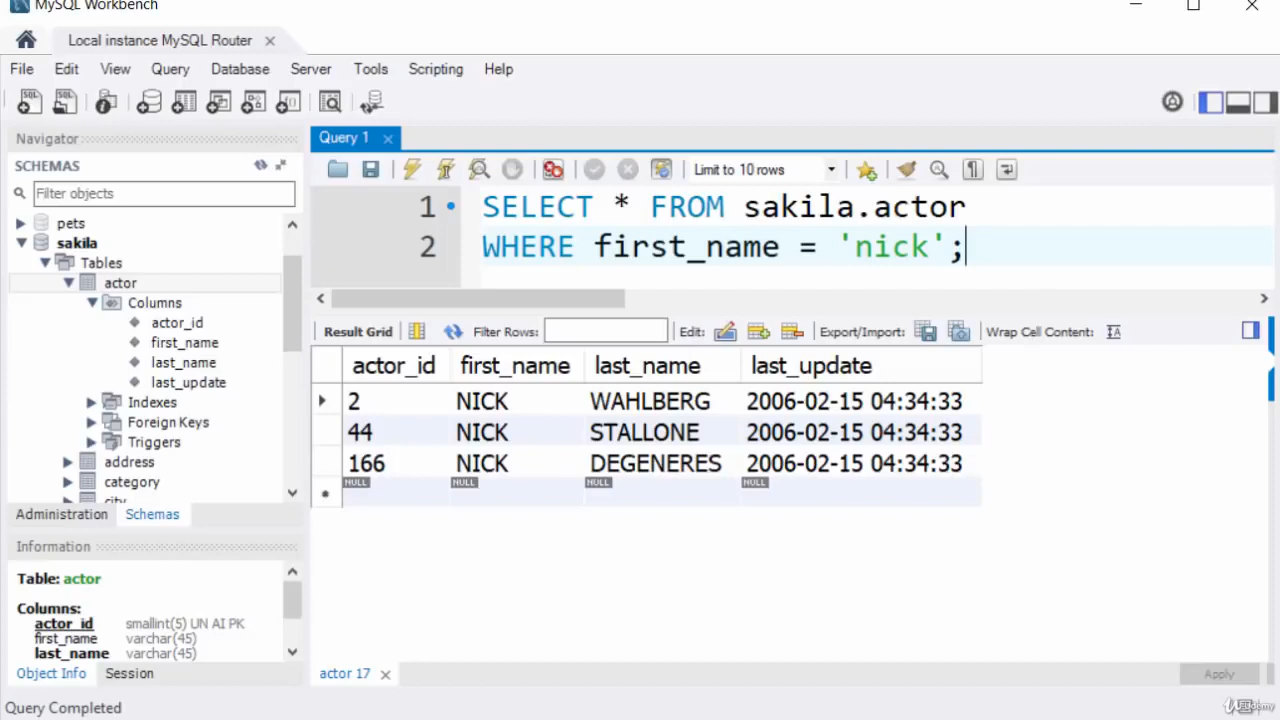 MySQL Workbench
Local instance MySQL Router
File Edit View Query Database Server Tools Scripting Help
Navigator
SCHEMAS
Filter objects
pets
sakila
Tables
actor
Columns
actor_id
first_name
last_name
last_update
Indexes
Foreign Keys
Triggers
address
category
city
Administration Schemas
Information
Table: actor
Columns:
actor_id smallint(5) UN AI PK
first_name varchar(45)
last_name varchar(45)
Object Info Session
Query 1
Limit to 10 rows
1 SELECT * FROM sakila.actor
2 WHERE first_name = 'nick';
Result Grid Filter Rows: Edit: Export/Import: Wrap Cell Content:
actor_id first_name last_name last_update
2 NICK WAHLBERG 2006-02-15 04:34:33
44 NICK STALLONE 2006-02-15 04:34:33
166 NICK DEGENERES 2006-02-15 04:34:33
NULL NULL NULL NULL
actor 17
Apply
Query Completed